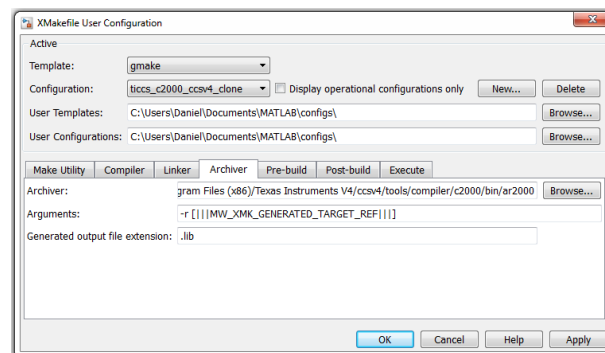 XMakefile User Configuration
Active
Template: gmake
Configuration: ticcs_c2000_ccsv4_clone Display operational configurations only New... Delete
User Templates: C:\Users\Daniel\Documents\MATLAB\configs\ Browse...
User Configurations: C:\Users\Daniel\Documents\MATLAB\configs\ Browse...
Make Utility Compiler Linker Archiver Pre-build Post-build Execute
Archiver: gram Files (x86)/Texas Instruments V4/ccsv4/tools/compiler/c2000/bin/ar2000 Browse...
Arguments: -r [|||MW_XMK_GENERATED_TARGET_REF|||]
Generated output file extension: .lib
OK Cancel Help Apply